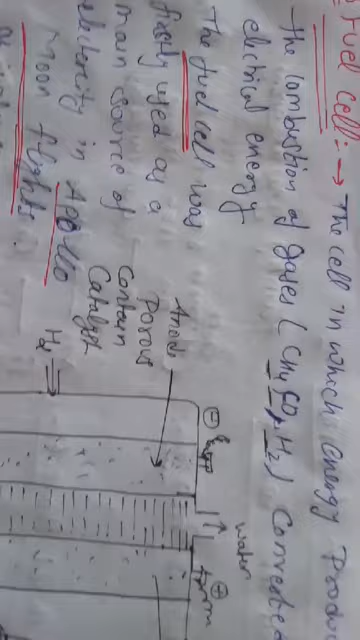 Fuel cell :→ The cell in which energy Produ
the combustion of gases (CH4, CO, H2) Converted
electrical energy
The fuel cell was
firstly used as a
main source of
eletricity in Apollo
Moon flights.
Anode
Porous
Contain
Catalyst
H2
water